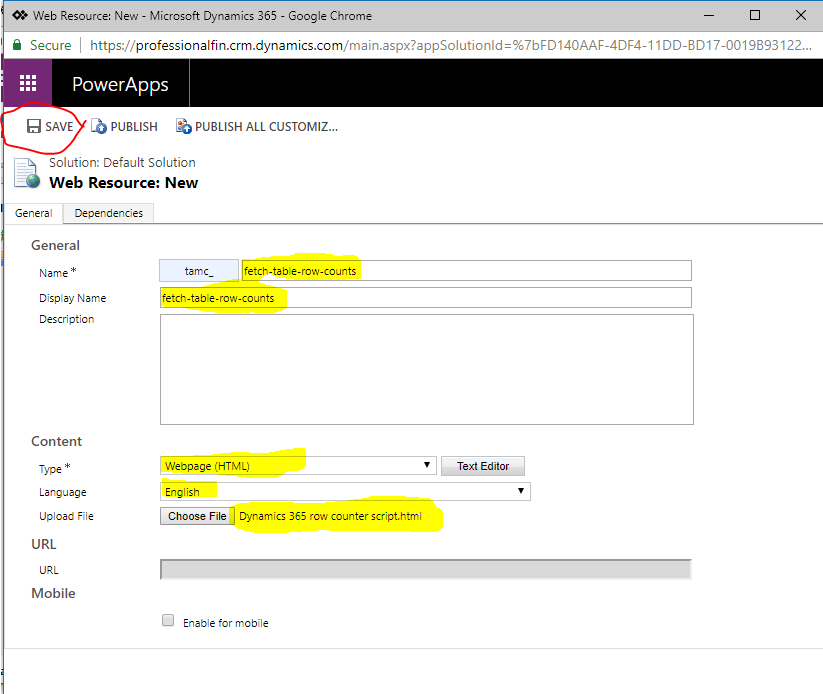 Web Resource: New - Microsoft Dynamics 365 - Google Chrome
Secure https://professionalfin.crm.dynamics.com/main.aspx?appSolutionId=%7bFD140AAF-4DF4-11DD-BD17-0019B93122...
PowerApps
SAVE PUBLISH PUBLISH ALL CUSTOMIZ...
Solution: Default Solution
Web Resource: New
General Dependencies
General
Name * tamc_ fetch-table-row-counts
Display Name fetch-table-row-counts
Description
Content
Type * Webpage (HTML) Text Editor
Language English
Upload File Choose File Dynamics 365 row counter script.html
URL
URL
Mobile
Enable for mobile